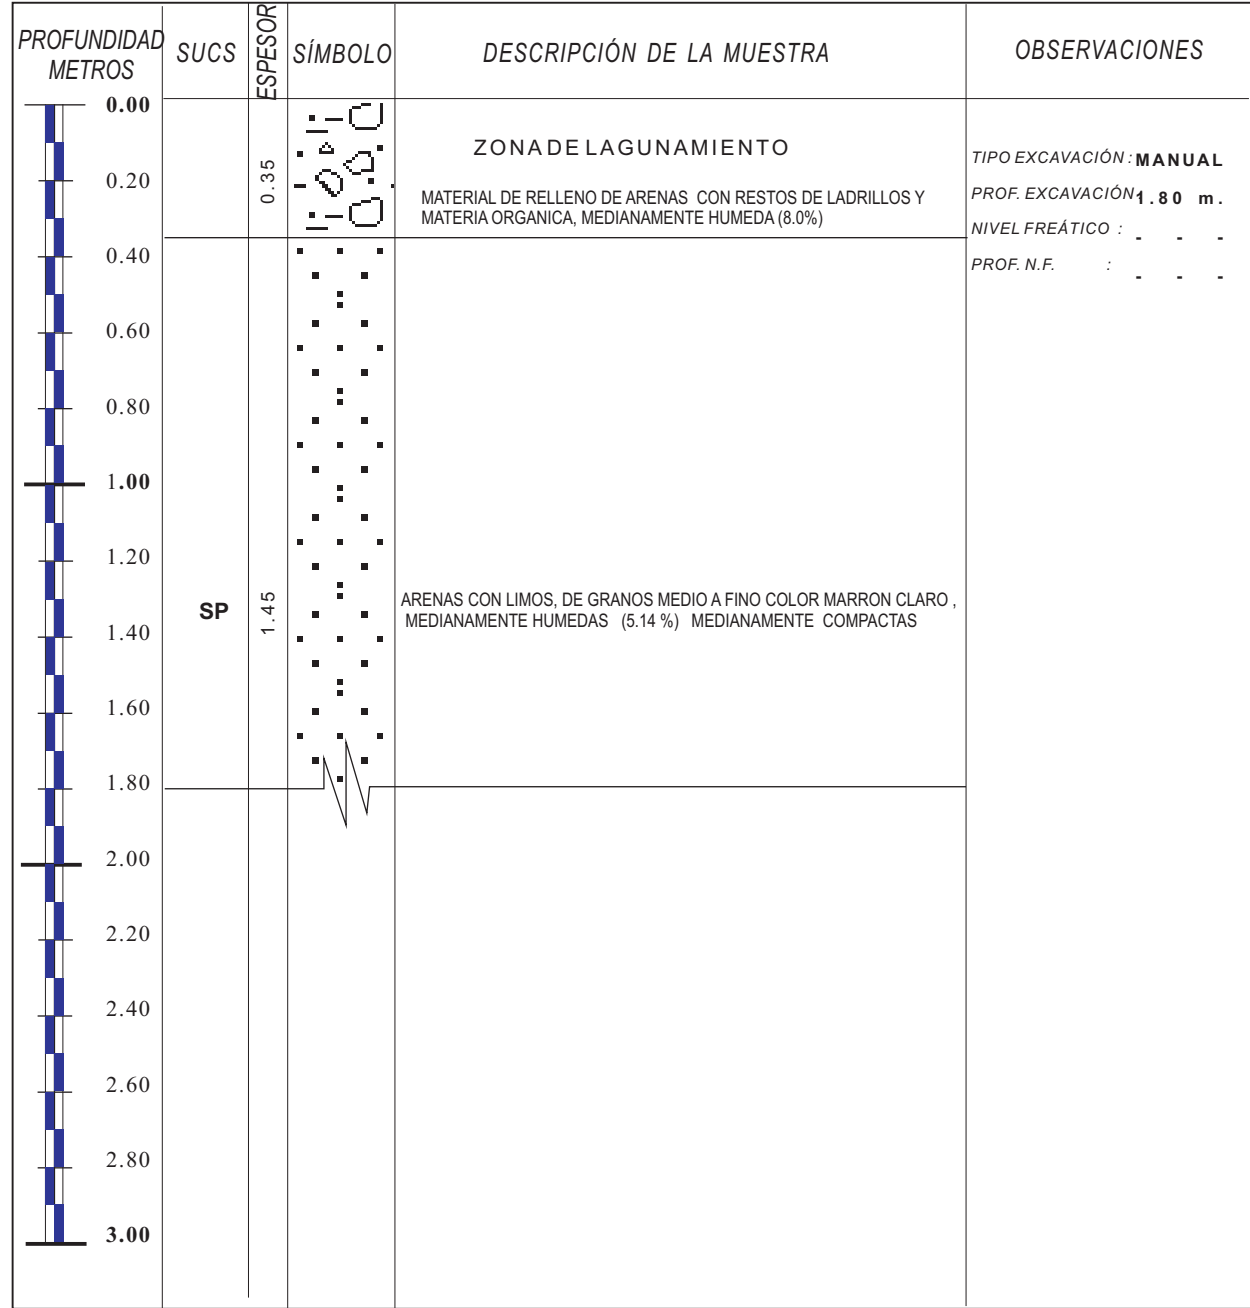 PROFUNDIDAD
METROS
SUCS
ESPESOR
SÍMBOLO
DESCRIPCIÓN DE LA MUESTRA
OBSERVACIONES
0.00
0.20
0.40
0.60
0.80
1.00
1.20
1.40
1.60
1.80
2.00
2.20
2.40
2.60
2.80
3.00
0.35
ZONA DE LAGUNAMIENTO
MATERIAL DE RELLENO DE ARENAS CON RESTOS DE LADRILLOS Y
MATERIA ORGANICA, MEDIANAMENTE HUMEDA (8.0%)
TIPO EXCAVACIÓN : MANUAL
PROF. EXCAVACIÓN 1.80 m.
NIVEL FREÁTICO : - - -
PROF. N.F. : - - -
SP
1.45
ARENAS CON LIMOS, DE GRANOS MEDIO A FINO COLOR MARRON CLARO ,
MEDIANAMENTE HUMEDAS (5.14 %) MEDIANAMENTE COMPACTAS